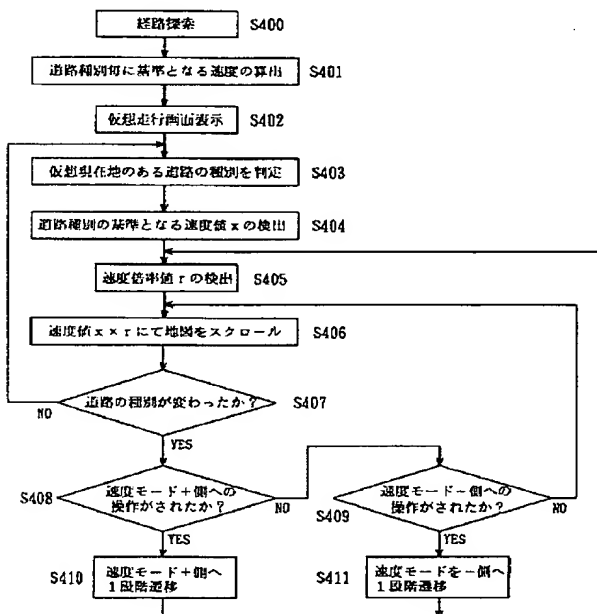 経路探索 S400
道路種別毎に基準となる速度の算出 S401
仮想走行画面表示 S402
仮想現在地のある道路の種別を判定 S403
道路種別の基準となる速度値xの検出 S404
速度倍率値rの検出 S405
速度値x×rにて地図をスクロール S406
道路の種別が変わったか? S407
NO
YES
S408 速度モード+側への
操作がされたか? NO
S409 速度モード-側への
操作がされたか? NO
YES
YES
S410 速度モード+側へ
1段階遷移
S411 速度モードを-側へ
1段階遷移